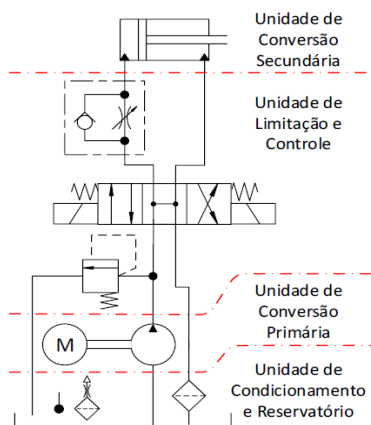 Unidade de
Conversão
Secundária
Unidade de
Limitação e
Controle
Unidade de
Conversão
Primária
M
Unidade de
Condicionamento
e Reservatório